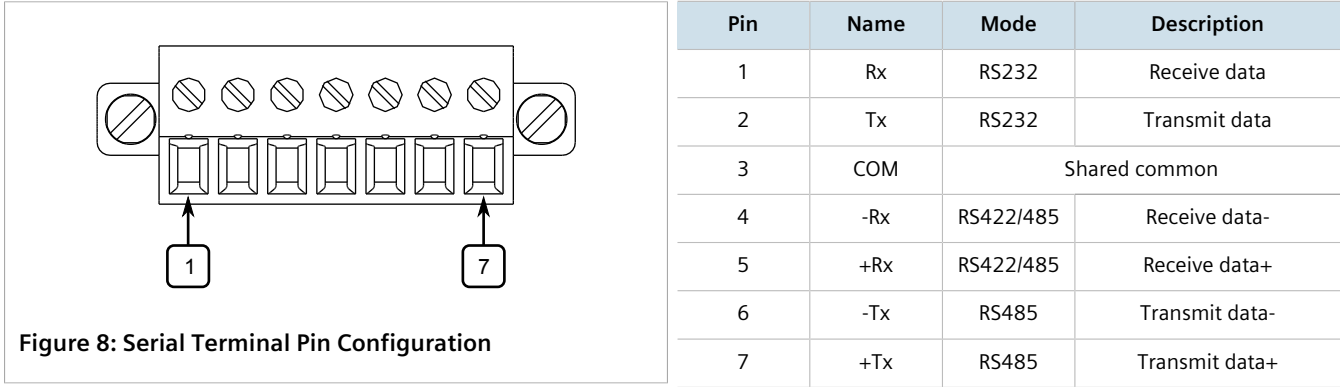 1
7
Figure 8: Serial Terminal Pin Configuration
Pin Name Mode Description
1 Rx RS232 Receive data
2 Tx RS232 Transmit data
3 COM Shared common
4 -Rx RS422/485 Receive data-
5 +Rx RS422/485 Receive data+
6 -Tx RS485 Transmit data-
7 +Tx RS485 Transmit data+